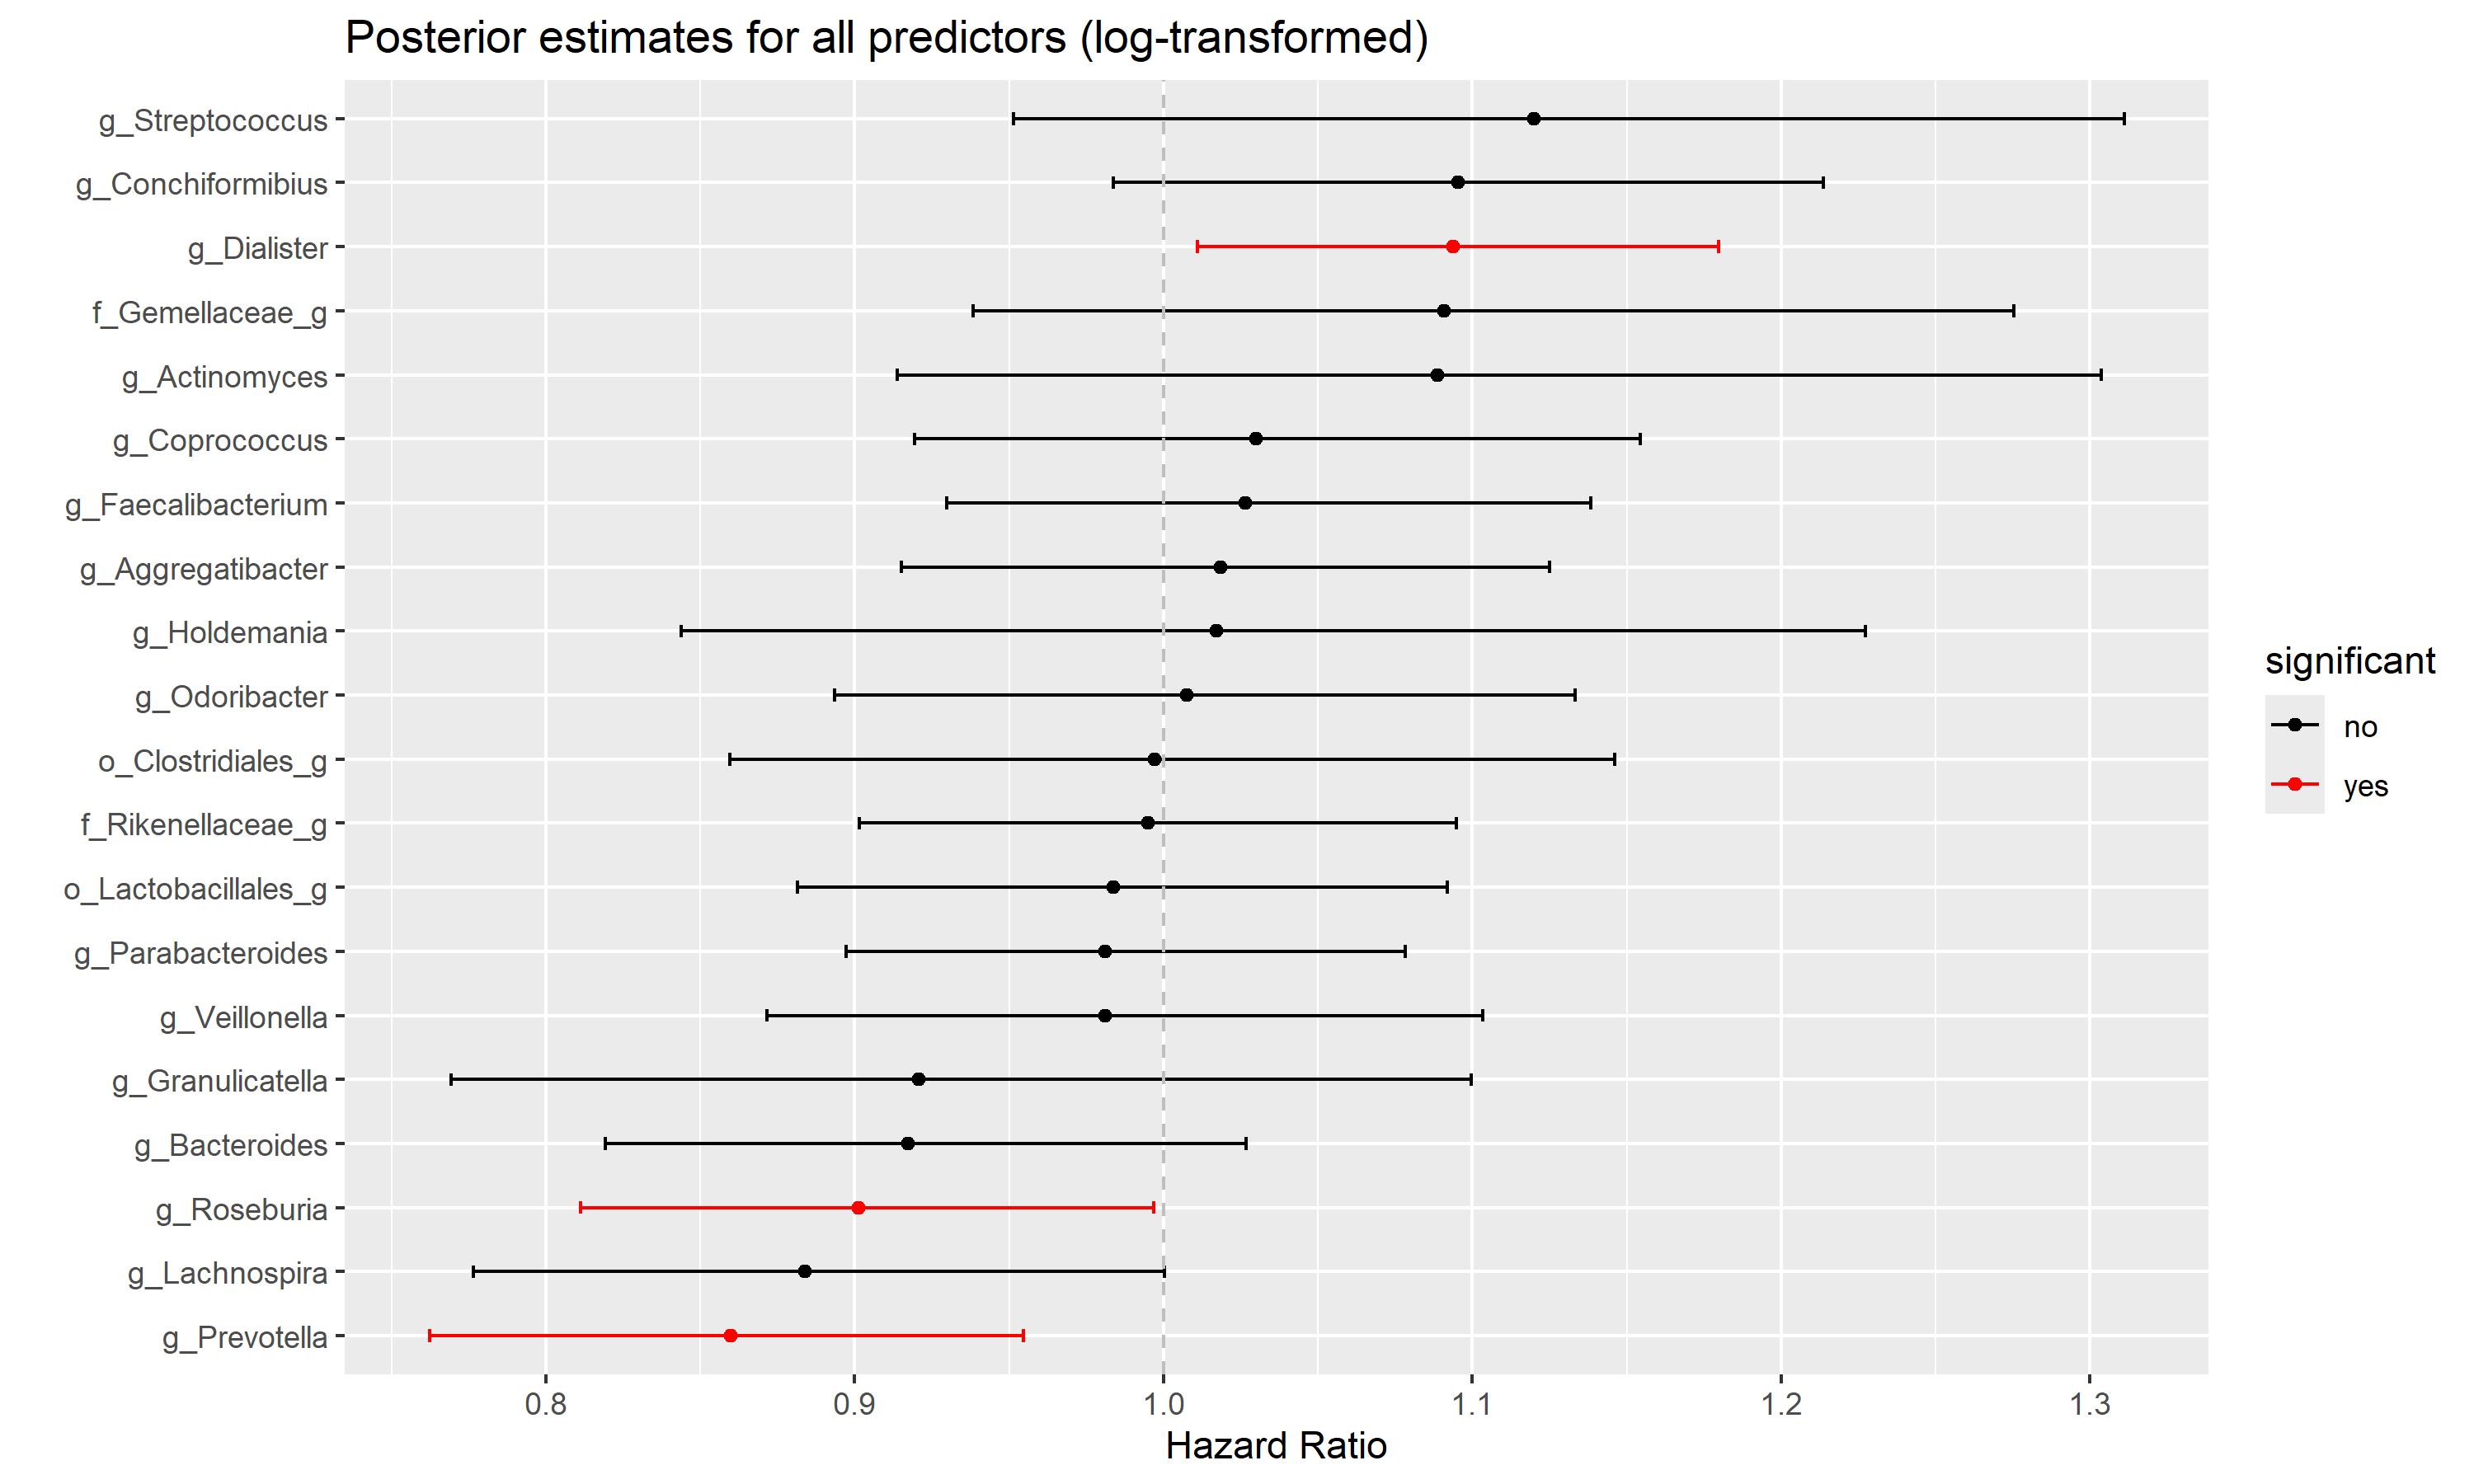 Posterior estimates for all predictors (log-transformed)
g_Streptococcus
g_Conchiformibius
g_Dialister
f_Gemellaceae_g
g_Actinomyces
g_Coprococcus
g_Faecalibacterium
g_Aggregatibacter
g_Holdemania
g_Odoribacter
o_Clostridiales_g
f_Rikenellaceae_g
o_Lactobacillales_g
g_Parabacteroides
g_Veillonella
g_Granulicatella
g_Bacteroides
g_Roseburia
g_Lachnospira
g_Prevotella
0.8 0.9 1.0 1.1 1.2 1.3
Hazard Ratio
significant
no
yes